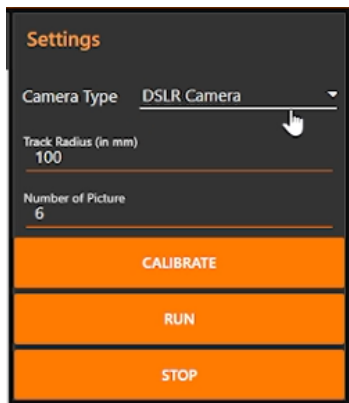 Settings
Camera Type DSLR Camera
Track Radius (in mm)
100
Number of Picture
6
CALIBRATE
RUN
STOP